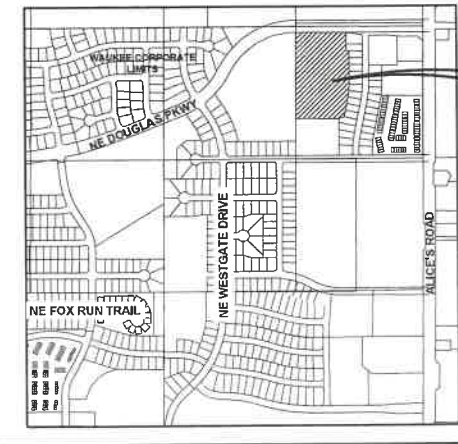 WAUKEE CORPORATE
LIMITS
NE DOUGLAS PKWY
NE WESTGATE DRIVE
ALICE'S ROAD
NE FOX RUN TRAIL